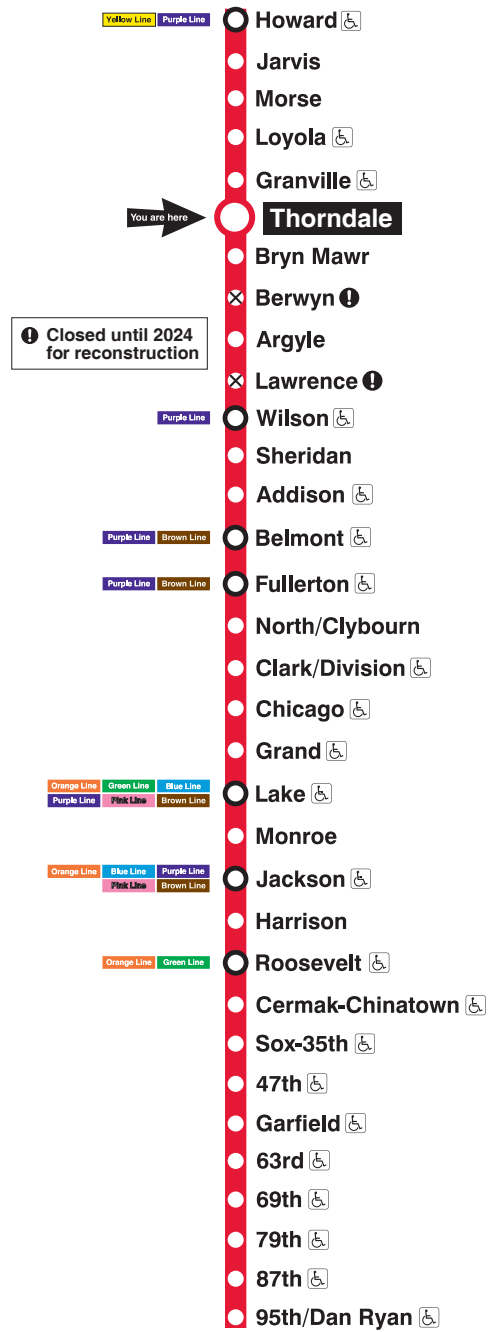 Yellow Line Purple Line Howard
Jarvis
Morse
Loyola
Granville
You are here Thorndale
Bryn Mawr
Berwyn !
! Closed until 2024
for reconstruction
Argyle
Lawrence !
Purple Line Wilson
Sheridan
Addison
Purple Line Brown Line Belmont
Purple Line Brown Line Fullerton
North/Clybourn
Clark/Division
Chicago
Grand
Orange Line Green Line Blue Line
Purple Line Pink Line Brown Line Lake
Monroe
Orange Line Blue Line Purple Line
Pink Line Brown Line Jackson
Harrison
Orange Line Green Line Roosevelt
Cermak-Chinatown
Sox-35th
47th
Garfield
63rd
69th
79th
87th
95th/Dan Ryan